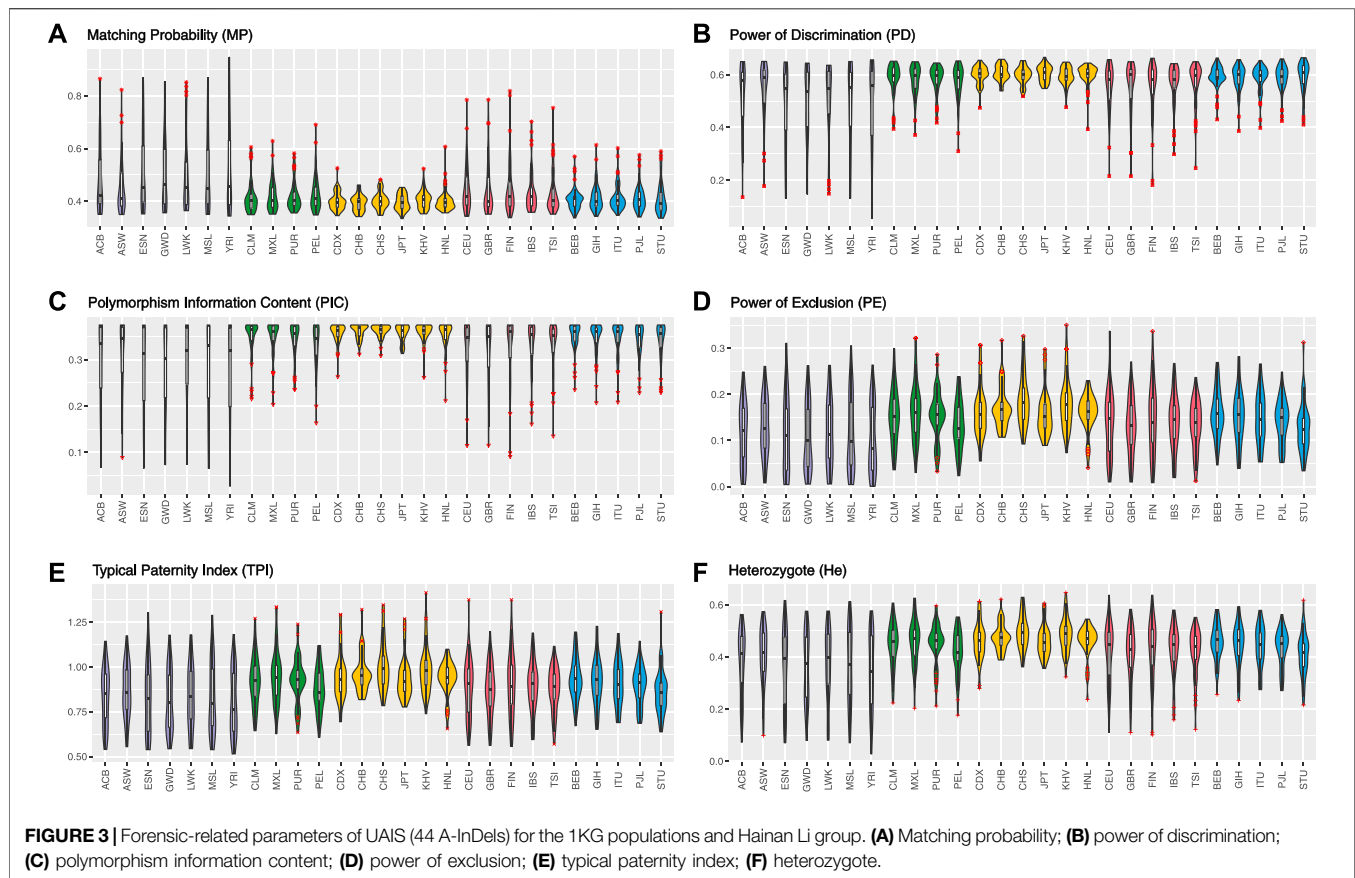 A Matching Probability (MP)
0.8
0.6
0.4
ACB ASW ESN GWD LWK MSL YRI CLM MXL PUR PEL CDX CHB CHS JPT KHV HNL CEU GBR FIN IBS TSI BEB GIH ITU PJL STU
B Power of Discrimination (PD)
0.6
0.4
0.2
ACB ASW ESN GWD LWK MSL YRI CLM MXL PUR PEL CDX CHB CHS JPT KHV HNL CEU GBR FIN IBS TSI BEB GIH ITU PJL STU
C Polymorphism Information Content (PIC)
0.3
0.2
0.1
ACB ASW ESN GWD LWK MSL YRI CLM MXL PUR PEL CDX CHB CHS JPT KHV HNL CEU GBR FIN IBS TSI BEB GIH ITU PJL STU
D Power of Exclusion (PE)
0.3
0.2
0.1
0.0
ACB ASW ESN GWD LWK MSL YRI CLM MXL PUR PEL CDX CHB CHS JPT KHV HNL CEU GBR FIN IBS TSI BEB GIH ITU PJL STU
E Typical Paternity Index (TPI)
1.25
1.00
0.75
0.50
ACB ASW ESN GWD LWK MSL YRI CLM MXL PUR PEL CDX CHB CHS JPT KHV HNL CEU GBR FIN IBS TSI BEB GIH ITU PJL STU
F Heterozygote (He)
0.6
0.4
0.2
0.0
ACB ASW ESN GWD LWK MSL YRI CLM MXL PUR PEL CDX CHB CHS JPT KHV HNL CEU GBR FIN IBS TSI BEB GIH ITU PJL STU
FIGURE 3 | Forensic-related parameters of UAIS (44 A-InDels) for the 1KG populations and Hainan Li group. (A) Matching probability; (B) power of discrimination;
(C) polymorphism information content; (D) power of exclusion; (E) typical paternity index; (F) heterozygote.